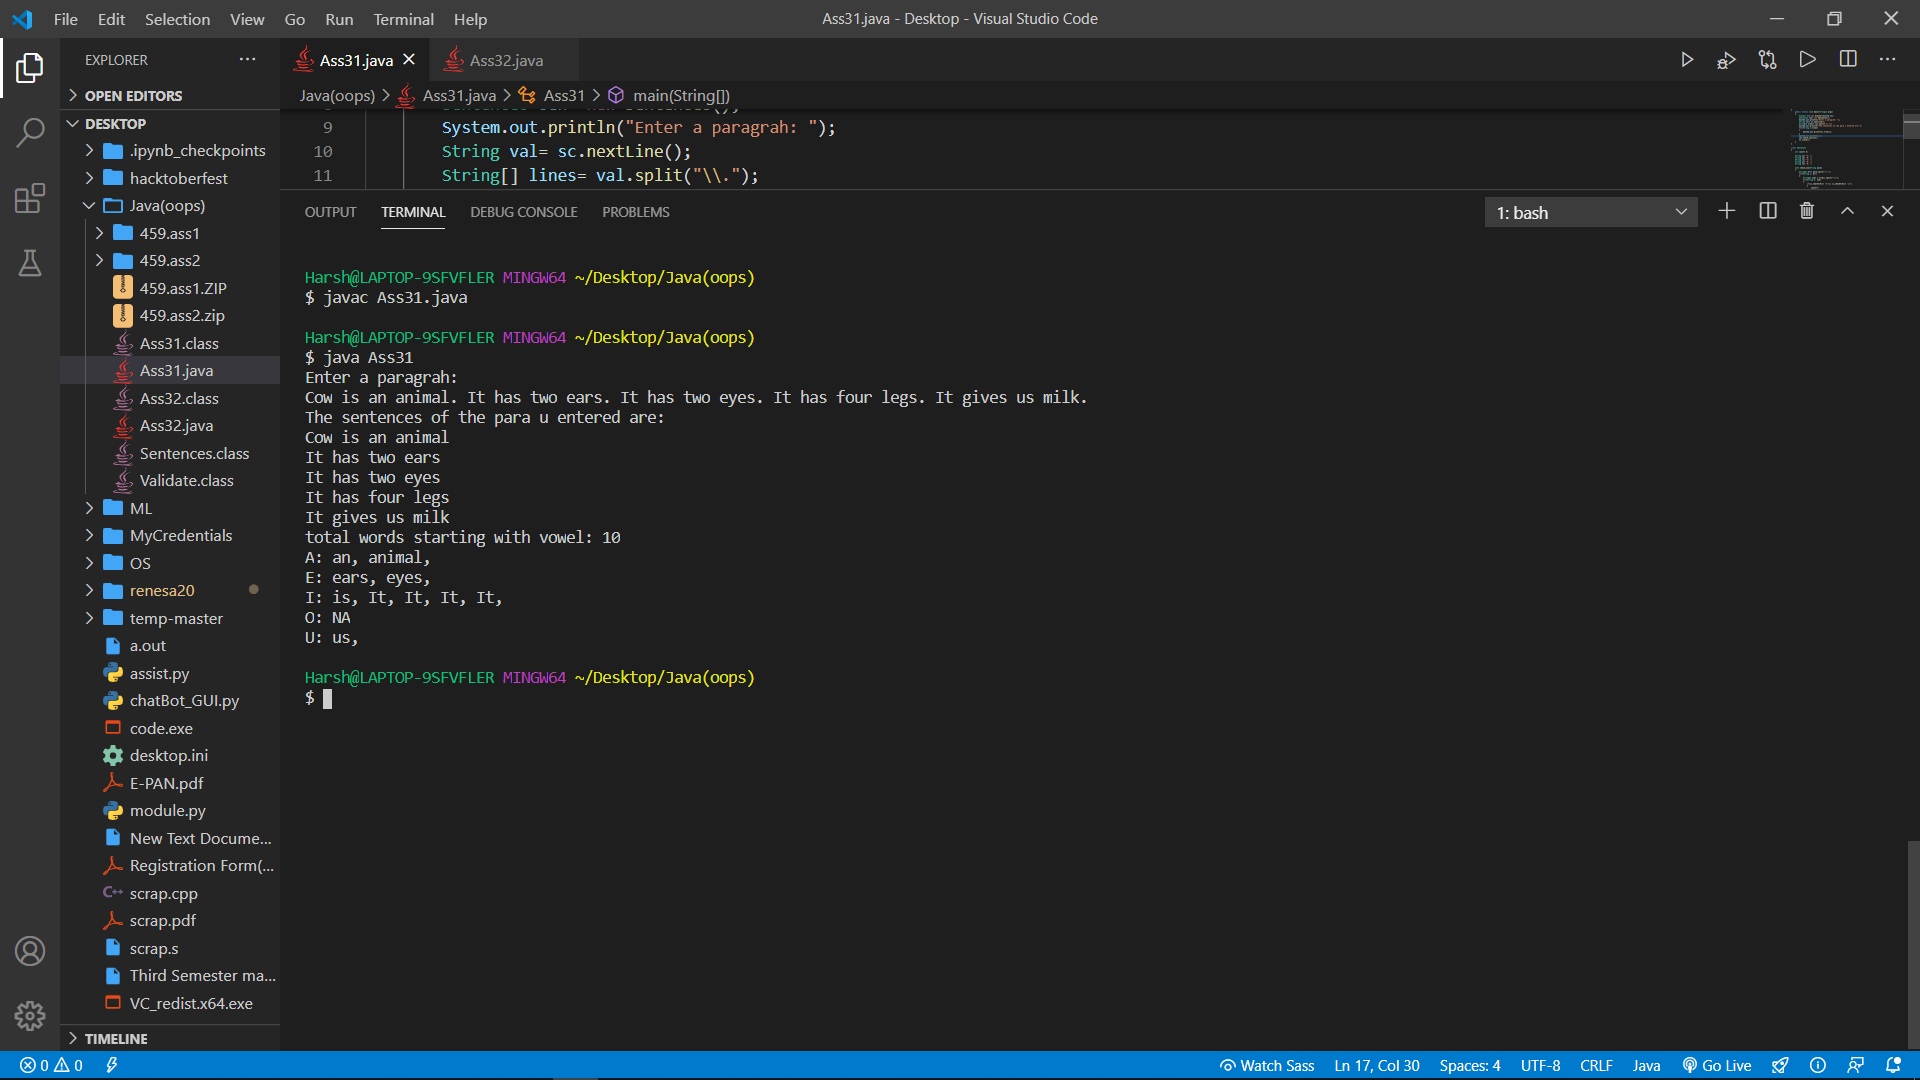 File Edit Selection View Go Run Terminal Help
Ass31.java - Desktop - Visual Studio Code
EXPLORER
OPEN EDITORS
DESKTOP
.ipynb_checkpoints
hacktoberfest
Java(oops)
459.ass1
459.ass2
459.ass1.ZIP
459.ass2.zip
Ass31.class
Ass31.java
Ass32.class
Ass32.java
Sentences.class
Validate.class
ML
MyCredentials
OS
renesa20
temp-master
a.out
assist.py
chatBot_GUI.py
code.exe
desktop.ini
E-PAN.pdf
module.py
New Text Docume...
Registration Form(...
scrap.cpp
scrap.pdf
scrap.s
Third Semester ma...
VC_redist.x64.exe
TIMELINE
Ass31.java Ass32.java
Java(oops) > Ass31.java > Ass31 > main(String[])
9 System.out.println("Enter a paragrah: ");
10 String val= sc.nextLine();
11 String[] lines= val.split("\\.");
OUTPUT TERMINAL DEBUG CONSOLE PROBLEMS
1: bash
Harsh@LAPTOP-9SFVFLER MINGW64 ~/Desktop/Java(oops)
$ javac Ass31.java
Harsh@LAPTOP-9SFVFLER MINGW64 ~/Desktop/Java(oops)
$ java Ass31
Enter a paragrah:
Cow is an animal. It has two ears. It has two eyes. It has four legs. It gives us milk.
The sentences of the para u entered are:
Cow is an animal
It has two ears
It has two eyes
It has four legs
It gives us milk
total words starting with vowel: 10
A: an, animal,
E: ears, eyes,
I: is, It, It, It, It,
O: NA
U: us,
Harsh@LAPTOP-9SFVFLER MINGW64 ~/Desktop/Java(oops)
$
0 0
Watch Sass Ln 17, Col 30 Spaces: 4 UTF-8 CRLF Java Go Live